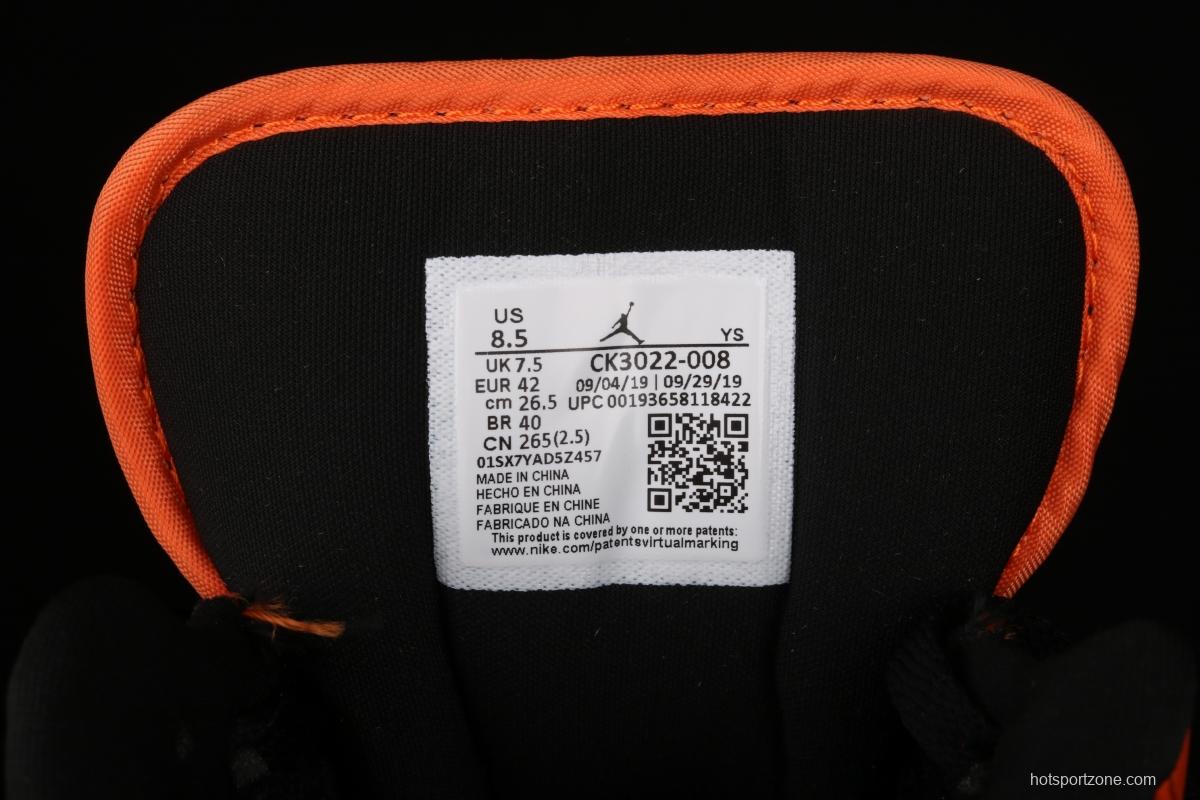 US
8.5 YS
UK 7.5 CK3022-008
EUR 42 09/04/19 | 09/29/19
cm 26.5 UPC 00193658118422
BR 40
CN 265(2.5)
01SX7YAD5Z457
MADE IN CHINA
HECHO EN CHINA
FABRIQUE EN CHINE
FABRICADO NA CHINA
This product is covered by one or more patents:
www.nike.com/patentsvirtualmarking
hotsportzone.com